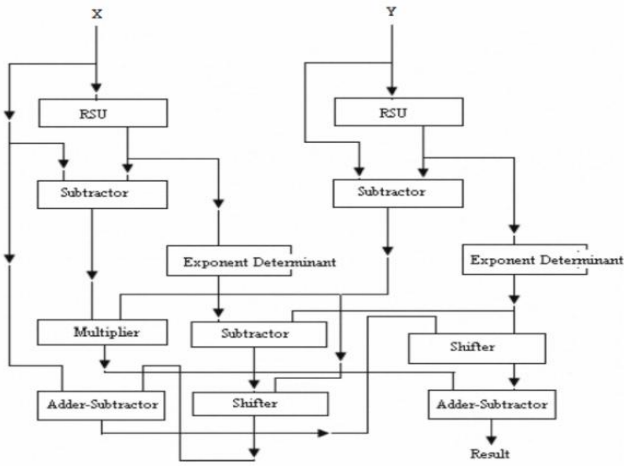 X
Y
RSU
RSU
Subtractor
Subtractor
Exponent Determinant
Exponent Determinant
Multiplier
Subtractor
Shifter
Adder-Subtractor
Shifter
Adder-Subtractor
Result